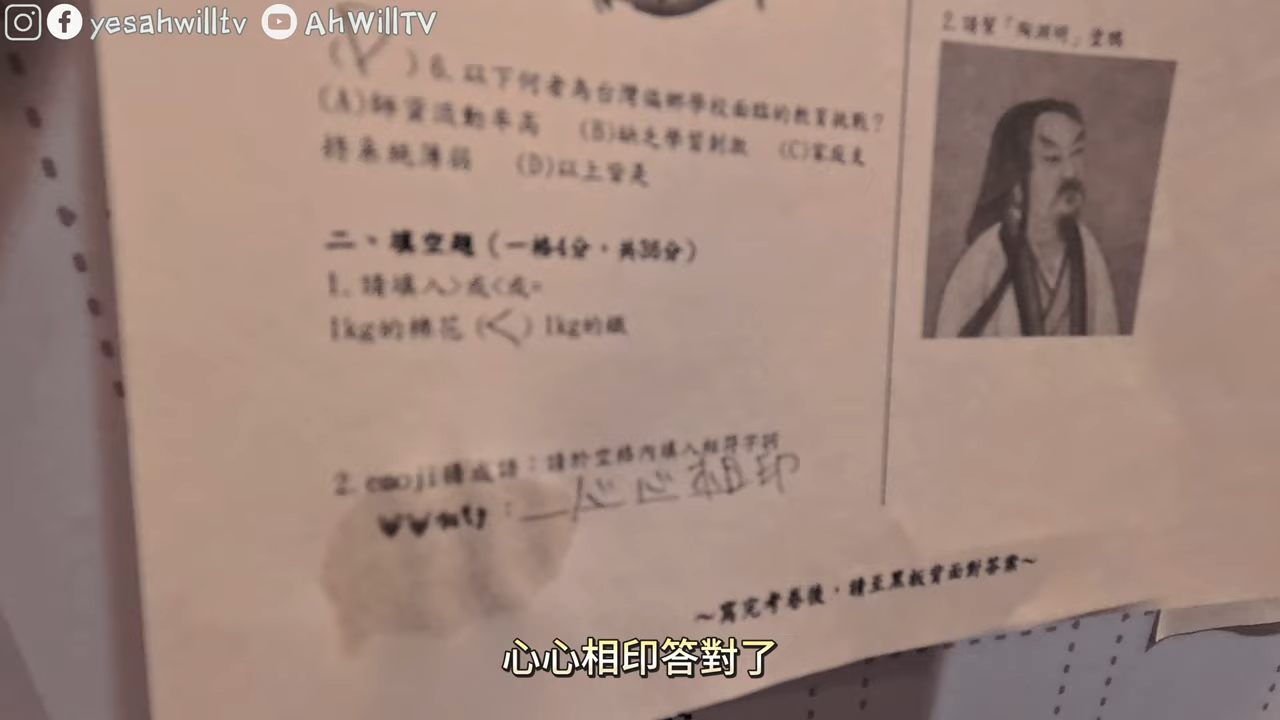 yesahwilltv AhWillTV
6.以下何者為台灣偏鄉學校面臨的教育挑戰?
(A)師資流動率高 (B)缺乏學習刺激 (C)家庭支
持系統薄弱 (D)以上皆是
二、填空題(一格4分,共36分)
1.請填入>或<或=
1kg的棉花(<)1kg的鐵
2.emoji猜成語:請於空格內填入相符字詞
心心相印
~寫完考卷後,請至黑板背面對答案~
2.請幫「陶淵明」塗鴉
心心相印答對了